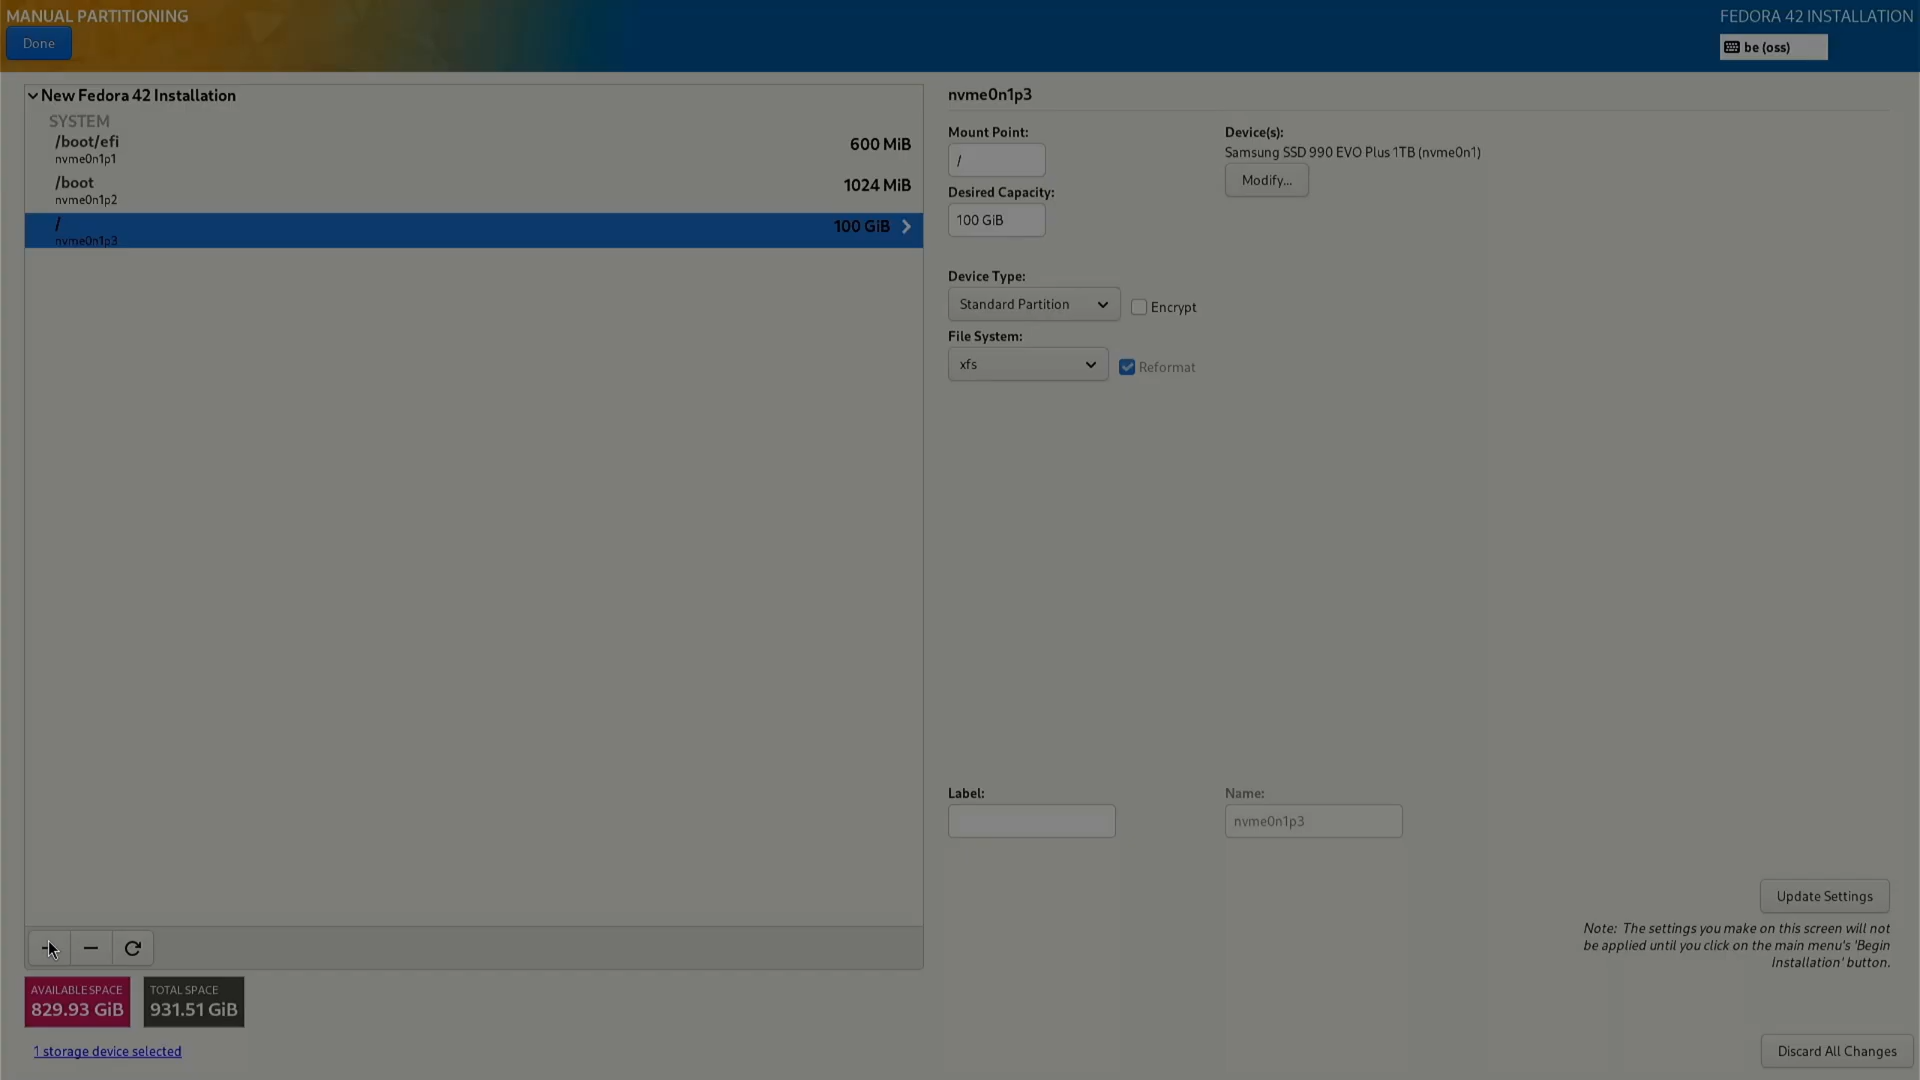 MANUAL PARTITIONING
FEDORA 42 INSTALLATION
Done
be (oss)
New Fedora 42 Installation
SYSTEM
/boot/efi
nvme0n1p1
600 MiB
/boot
nvme0n1p2
1024 MiB
/
nvme0n1p3
100 GiB
nvme0n1p3
Mount Point:
/
Device(s):
Samsung SSD 990 EVO Plus 1TB (nvme0n1)
Modify...
Desired Capacity:
100 GiB
Device Type:
Standard Partition
Encrypt
File System:
xfs
Reformat
Label:
Name:
nvme0n1p3
Update Settings
Note: The settings you make on this screen will not
be applied until you click on the main menu's 'Begin
Installation' button.
AVAILABLE SPACE
829.93 GiB
TOTAL SPACE
931.51 GiB
1 storage device selected
Discard All Changes